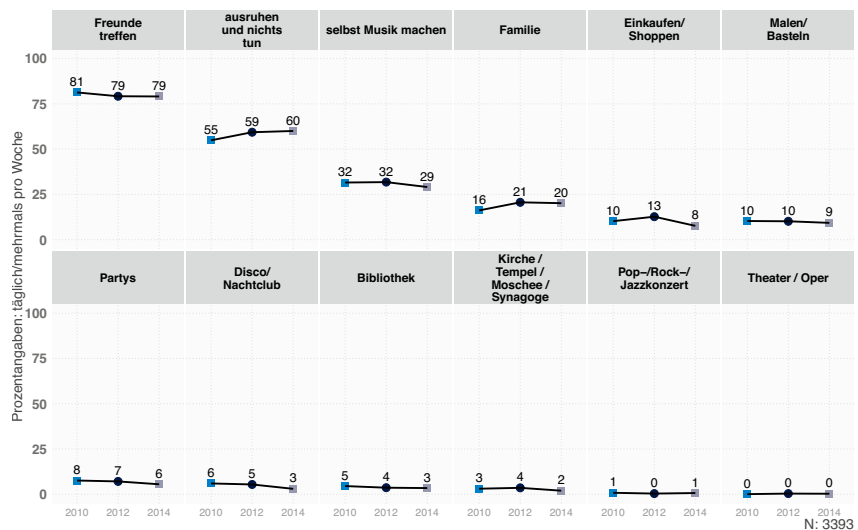 Freunde
treffen
ausruhen
und nichts
tun
selbst Musik machen
Familie
Einkaufen/
Shoppen
Malen/
Basteln
100
75
50
25
0
81 79 79
55 59 60
32 32 29
16 21 20
10 13 8
10 10 9
Prozentangaben: täglich/mehrmals pro Woche
Partys
Disco/
Nachtclub
Bibliothek
Kirche /
Tempel /
Moschee /
Synagoge
Pop–/Rock–/
Jazzkonzert
Theater / Oper
100
75
50
25
0
8 7 6
6 5 3
5 4 3
3 4 2
1 0 1
0 0 0
2010 2012 2014
2010 2012 2014
2010 2012 2014
2010 2012 2014
2010 2012 2014
2010 2012 2014
N: 3393